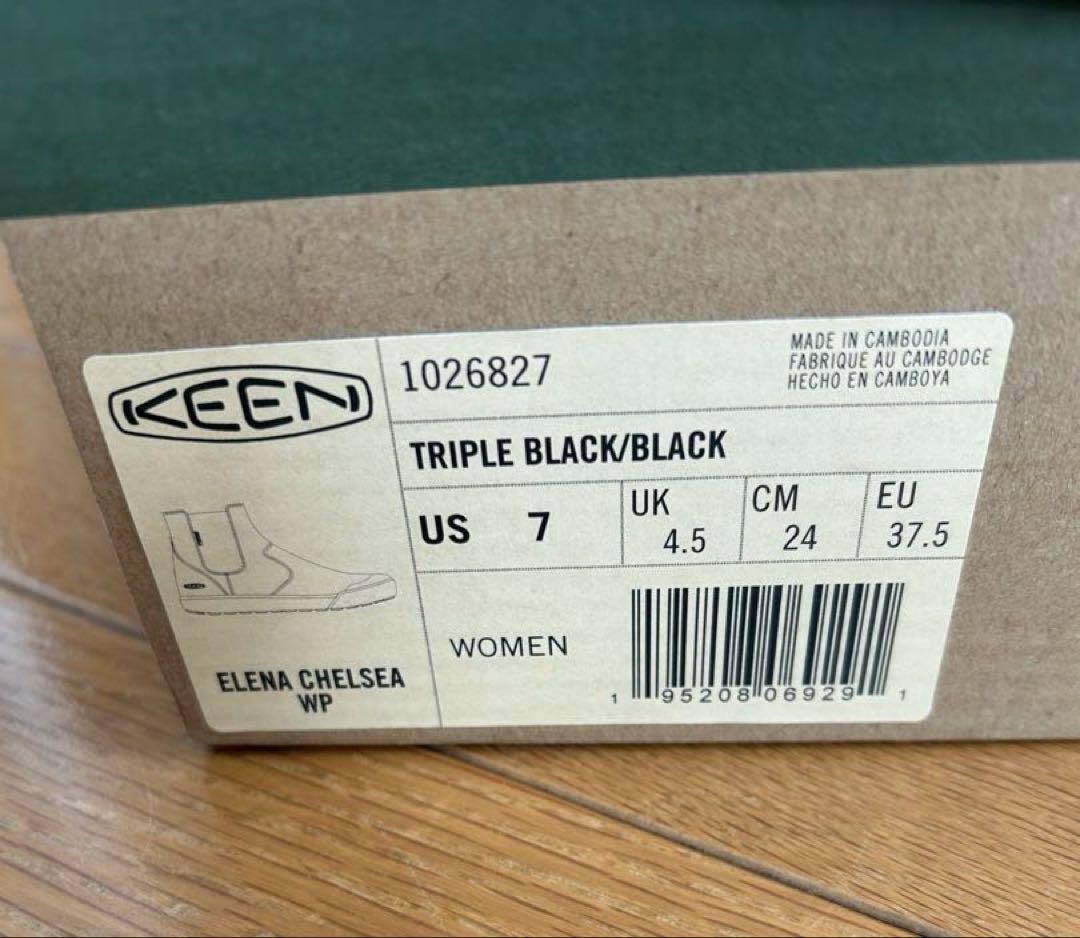 KEEN
1026827
MADE IN CAMBODIA
FABRIQUE AU CAMBODGE
HECHO EN CAMBOYA
TRIPLE BLACK/BLACK
US 7
UK 4.5
CM 24
EU 37.5
KEEN
ELENA CHELSEA
WP
WOMEN
1 95208 06929 1